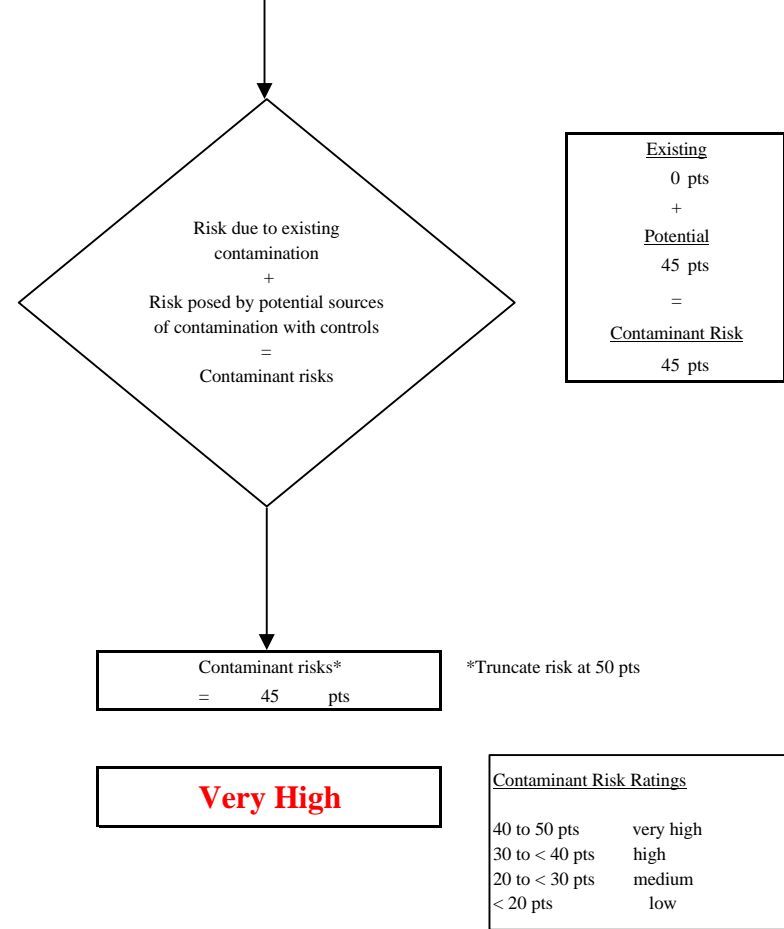 Risk due to existing
contamination
+
Risk posed by potential sources
of contamination with controls
=
Contaminant risks
Existing
0 pts
+
Potential
45 pts
=
Contaminant Risk
45 pts
Contaminant risks*
= 45 pts
*Truncate risk at 50 pts
Very High
Contaminant Risk Ratings
40 to 50 pts very high
30 to < 40 pts high
20 to < 30 pts medium
< 20 pts low